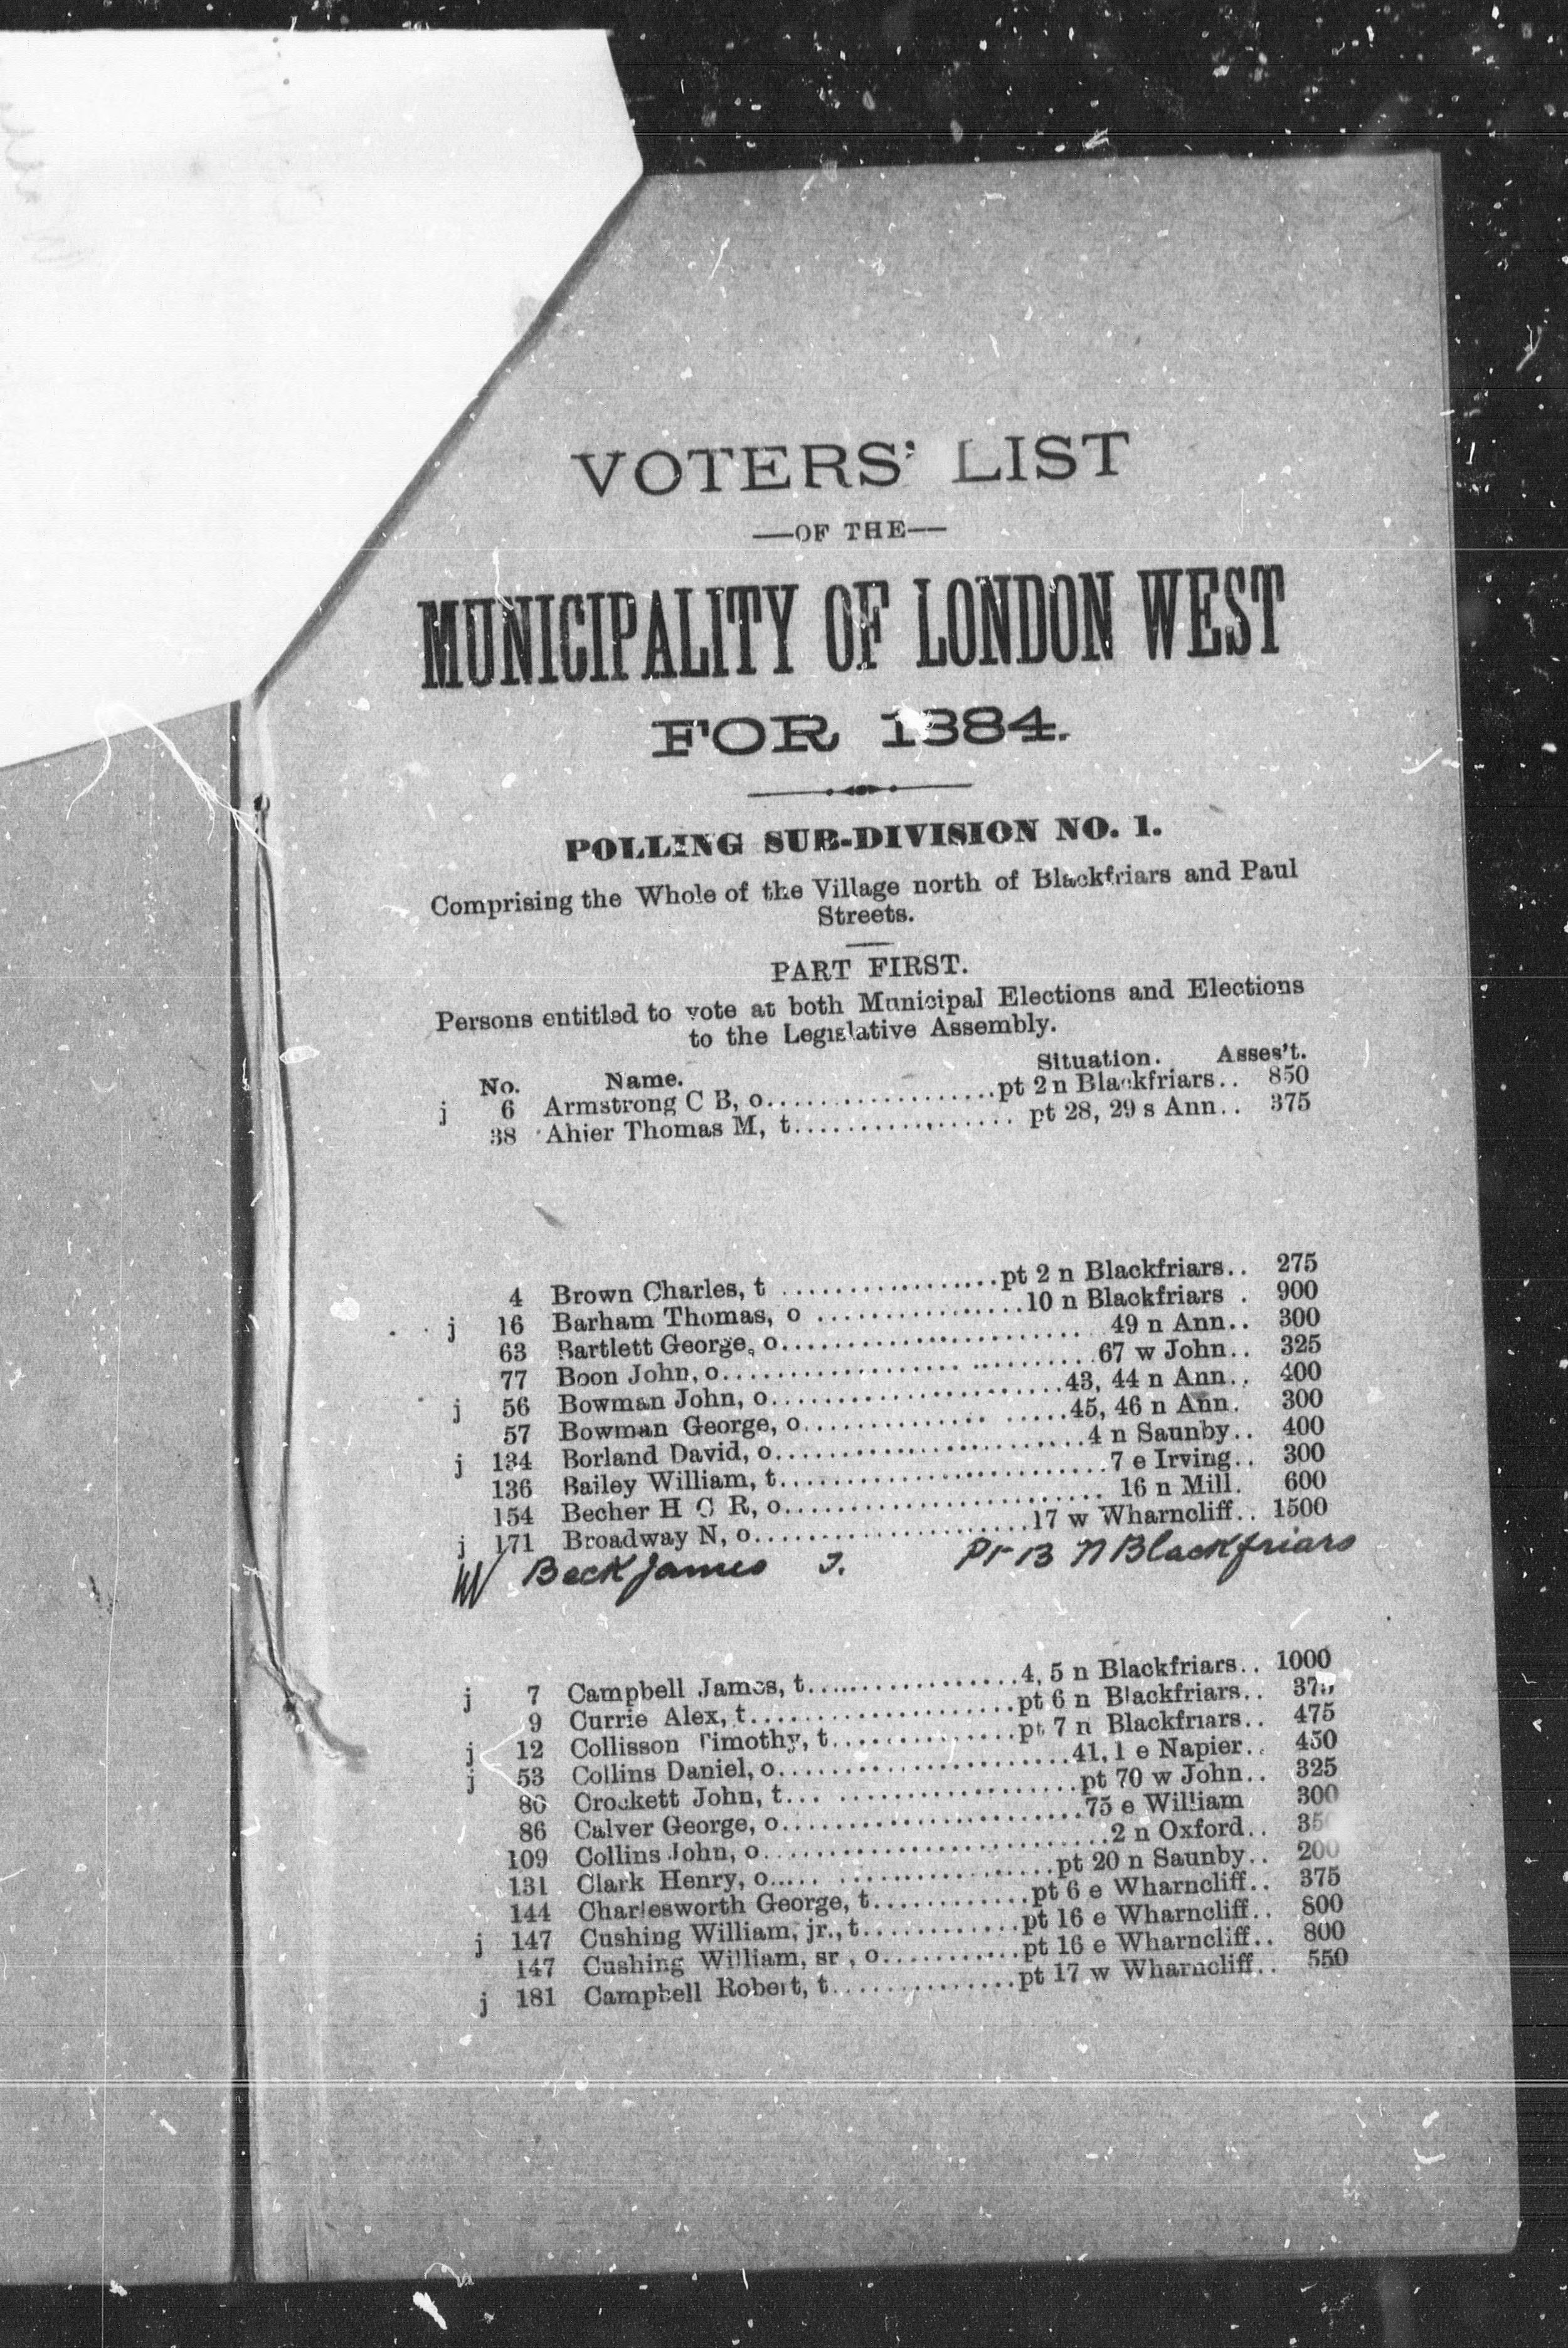 VOTERS' LIST
—OF THE—
MUNICIPALITY OF LONDON WEST
FOR 1884.
POLLING SUB-DIVISION NO. 1.
Comprising the Whole of the Village north of Blackfriars and Paul
Streets.
PART FIRST.
Persons entitled to vote at both Municipal Elections and Elections
to the Legislative Assembly.
No. Name. Situation. Asses't.
j 6 Armstrong C B, o....................pt 2 n Blackfriars.. 850
38 Ahier Thomas M, t.................... pt 28, 29 s Ann.. 375
4 Brown Charles, t ....................pt 2 n Blackfriars.. 275
j 16 Barham Thomas, o ....................10 n Blackfriars . 900
63 Bartlett George, o.............................. 49 n Ann.. 300
77 Boon John, o.................................67 w John.. 325
j 56 Bowman John, o..........................43, 44 n Ann.. 400
57 Bowman George, o.................. ......45, 46 n Ann. 300
j 134 Borland David, o...........................4 n Saunby.. 400
136 Bailey William, t.............................7 e Irving.. 300
154 Becher H C R, o............................. 16 n Mill. 600
j 171 Broadway N, o........................17 w Wharncliff.. 1500
Beck James Pt B N Blackfriars
j 7 Campbell James, t....................4, 5 n Blackfriars.. 1000
9 Currie Alex, t........................pt 6 n Blackfriars.. 375
j 12 Collisson Timothy, t.................pt 7 n Blackfriars.. 475
j 53 Collins Daniel, o..........................41, 1 e Napier.. 450
80 Crockett John, t... ......................pt 70 w John.. 325
86 Calver George, o..........................75 e William 300
109 Collins John, o.............................2 n Oxford.. 350
131 Clark Henry, o..... ....................pt 20 n Saunby.. 200
144 Charlesworth George, t..............pt 6 e Wharncliff.. 375
j 147 Cushing William, jr., t..............pt 16 e Wharncliff.. 800
147 Cushing William, sr , o.............pt 16 e Wharncliff.. 800
j 181 Campbell Robert, t..................pt 17 w Wharncliff.. 550